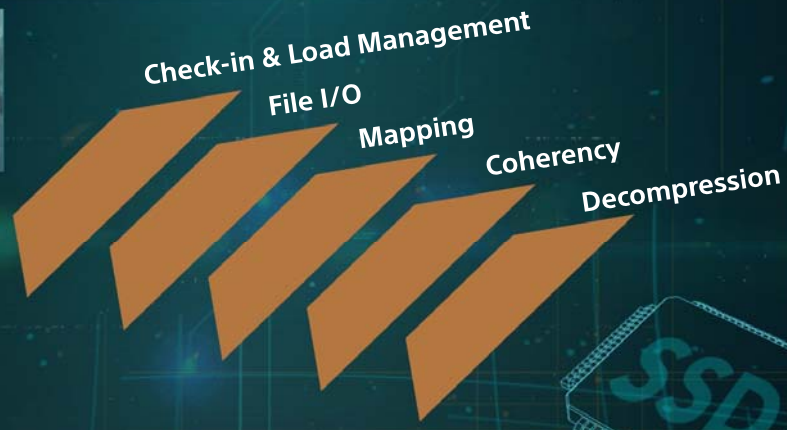 Check-in & Load Management
File I/O
Mapping
Coherency
Decompression
SSD